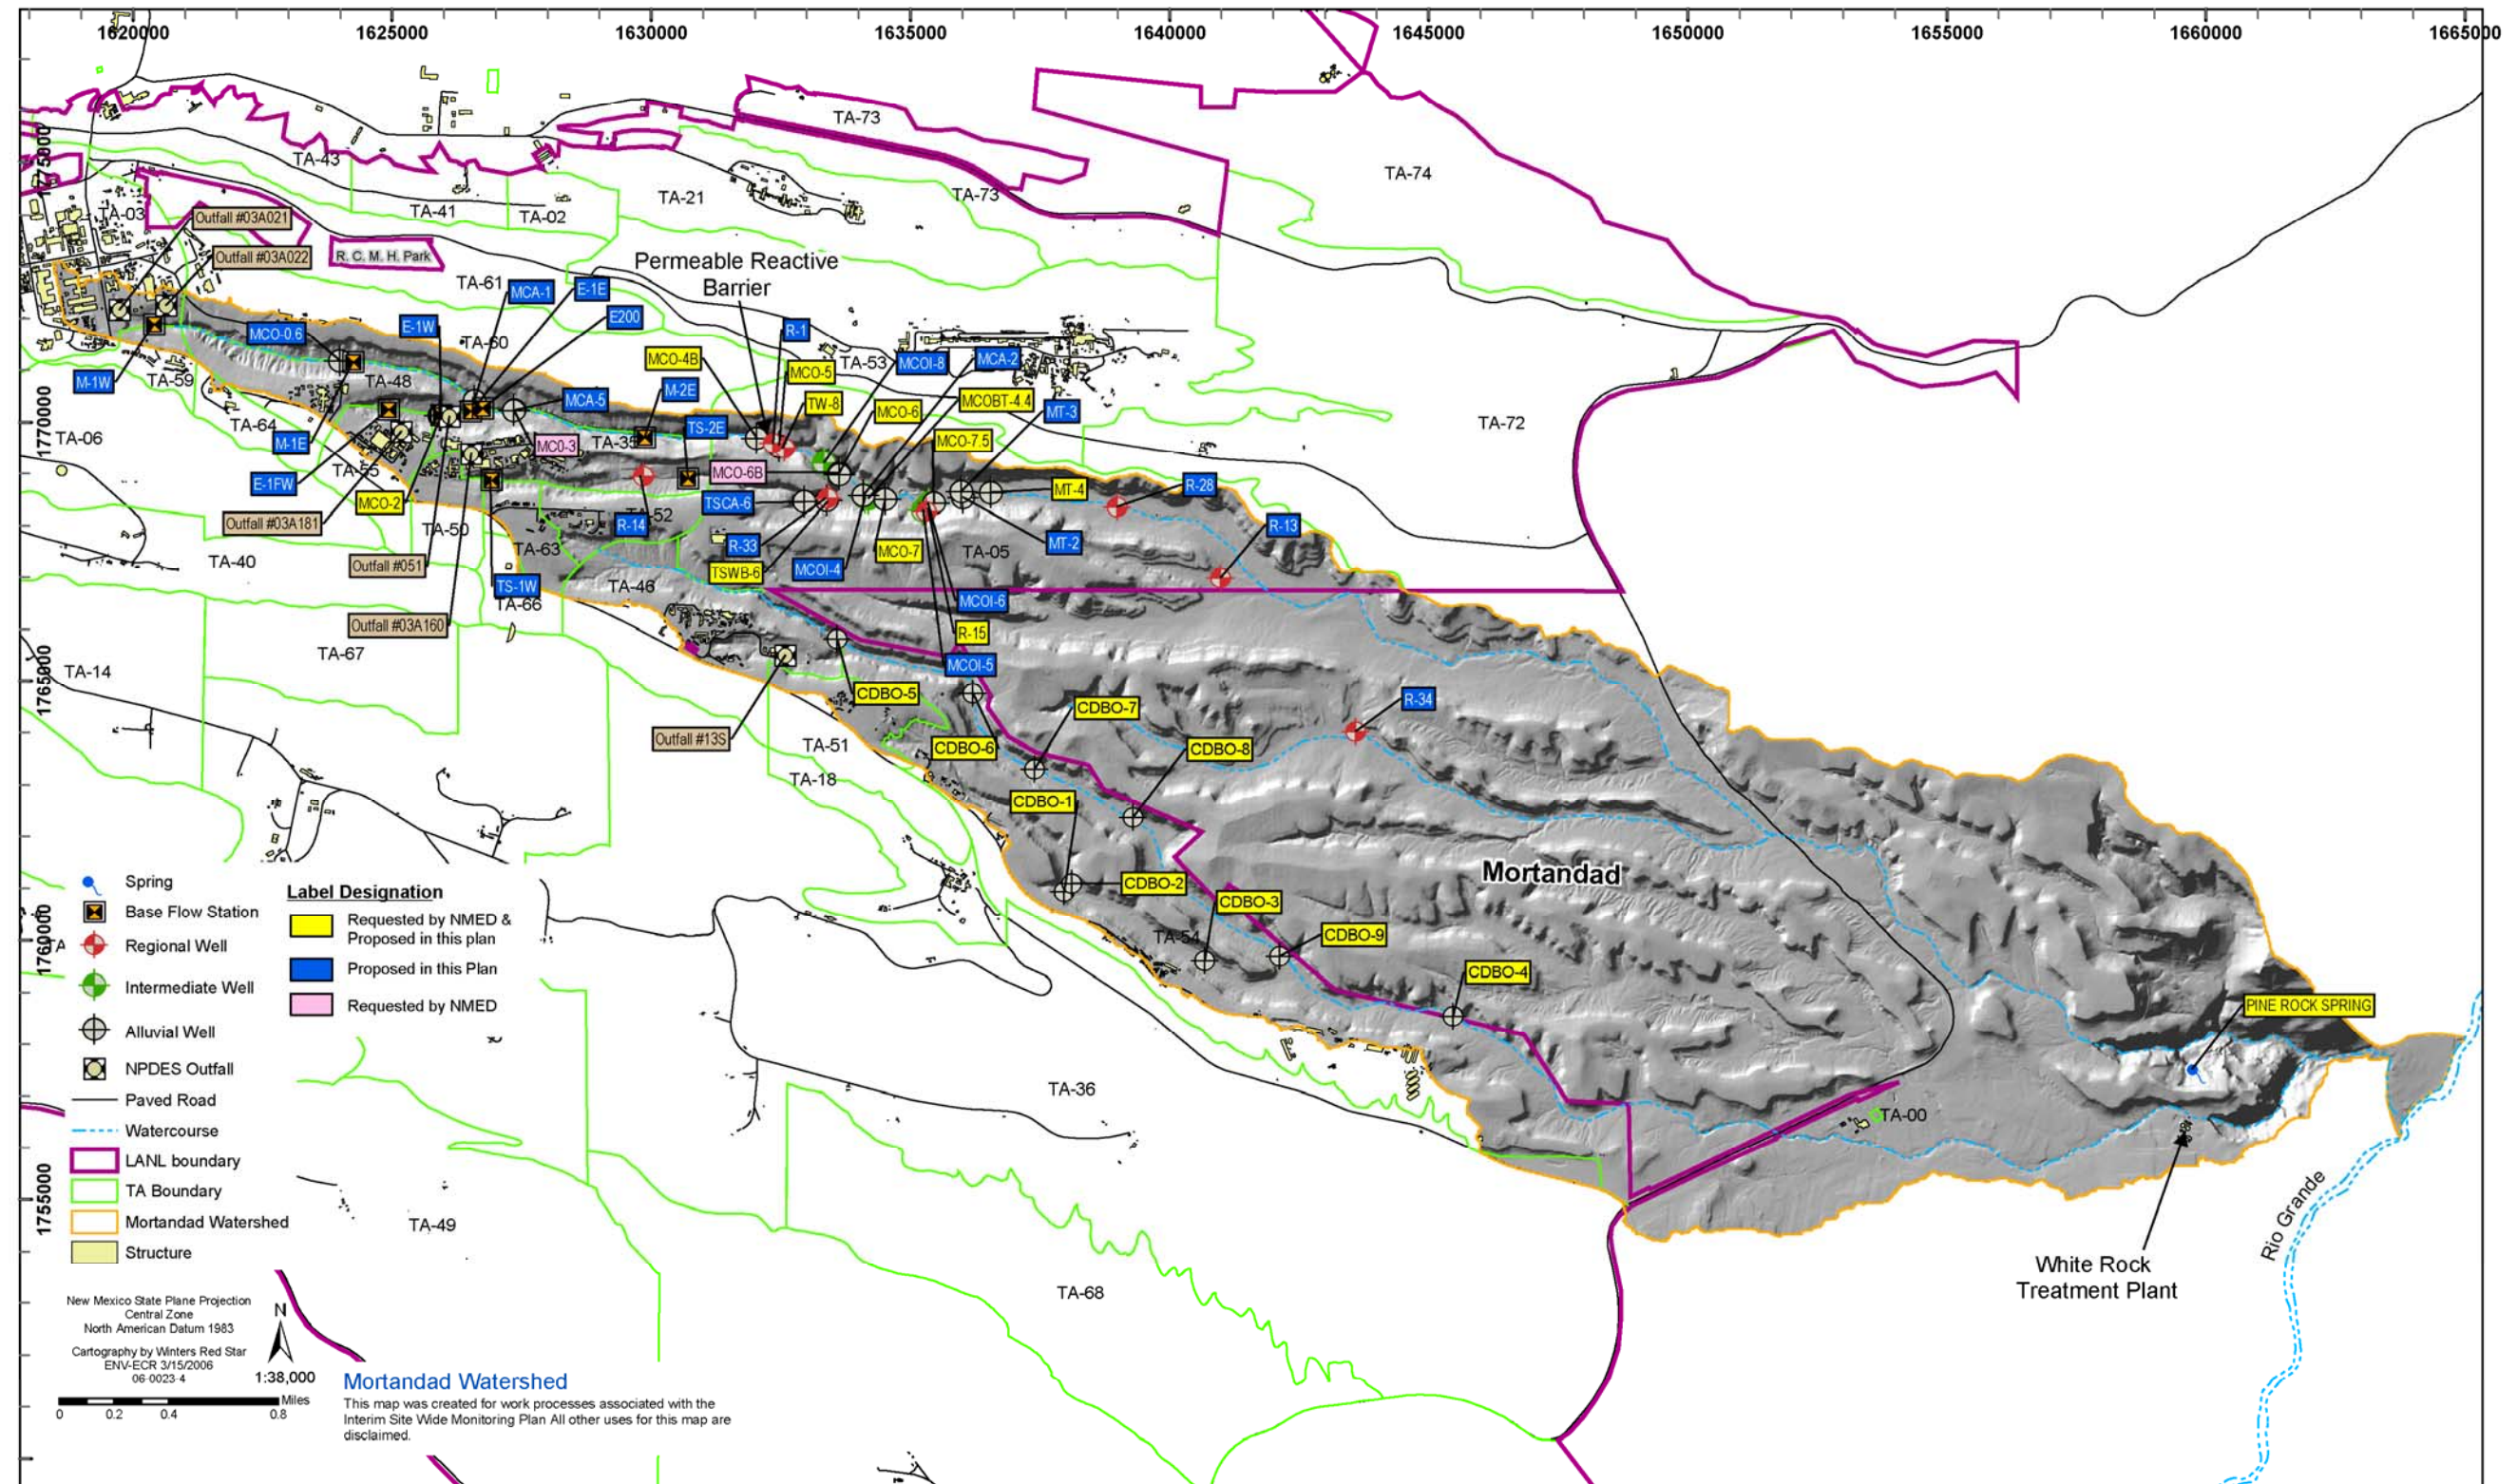 1620000
1625000
1630000
1635000
1640000
1645000
1650000
1655000
1660000
1665000
1775000
1770000
1765000
1760000
1755000
TA-73
TA-43
TA-74
TA-21
TA-73
TA-03
Outfall #03A021
TA-41
TA-02
Outfall #03A022
R. C. M. H. Park
Permeable Reactive
Barrier
TA-61
MCA-1
E-1E
E200
MCO-0.6
E-1W
TA-60
R-1
MCO-4B
MCO-5
TA-53
MCOI-8
MCA-2
M-1W
TA-59
TA-48
MCA-5
M-2E
TW-8
MCO-6
MCOBT-4.4
MT-3
TA-72
TA-64
TA-06
M-1E
MC0-3
TA-35
TS-2E
MCO-7.5
TA-55
MCO-6B
E-1FW
MCO-2
TSCA-6
MT-4
R-28
Outfall #03A181
TA-50
TA-52
R-14
R-13
TA-63
R-33
MCO-7
TA-05
MT-2
TA-40
Outfall #051
TSWB-6
MCOI-4
TS-1W
TA-66
TA-46
MCOI-6
Outfall #03A160
R-15
TA-67
TA-14
MCOI-5
CDBO-5
CDBO-7
R-34
Outfall #13S
TA-51
CDBO-6
CDBO-8
TA-18
CDBO-1
Mortandad
CDBO-2
CDBO-3
TA-54
CDBO-9
CDBO-4
PINE ROCK SPRING
TA-36
TA-00
TA-49
TA-68
White Rock
Treatment Plant
Rio Grande
TA
Spring
Base Flow Station
Regional Well
Intermediate Well
Alluvial Well
NPDES Outfall
Paved Road
Watercourse
LANL boundary
TA Boundary
Mortandad Watershed
Structure
Label Designation
Requested by NMED &
Proposed in this plan
Proposed in this Plan
Requested by NMED
New Mexico State Plane Projection
Central Zone
North American Datum 1983
Cartography by Winters Red Star
ENV-ECR 3/15/2006
06-0023-4
N
1:38,000
Miles
0 0.2 0.4 0.8
Mortandad Watershed
This map was created for work processes associated with the
Interim Site Wide Monitoring Plan All other uses for this map are
disclaimed.